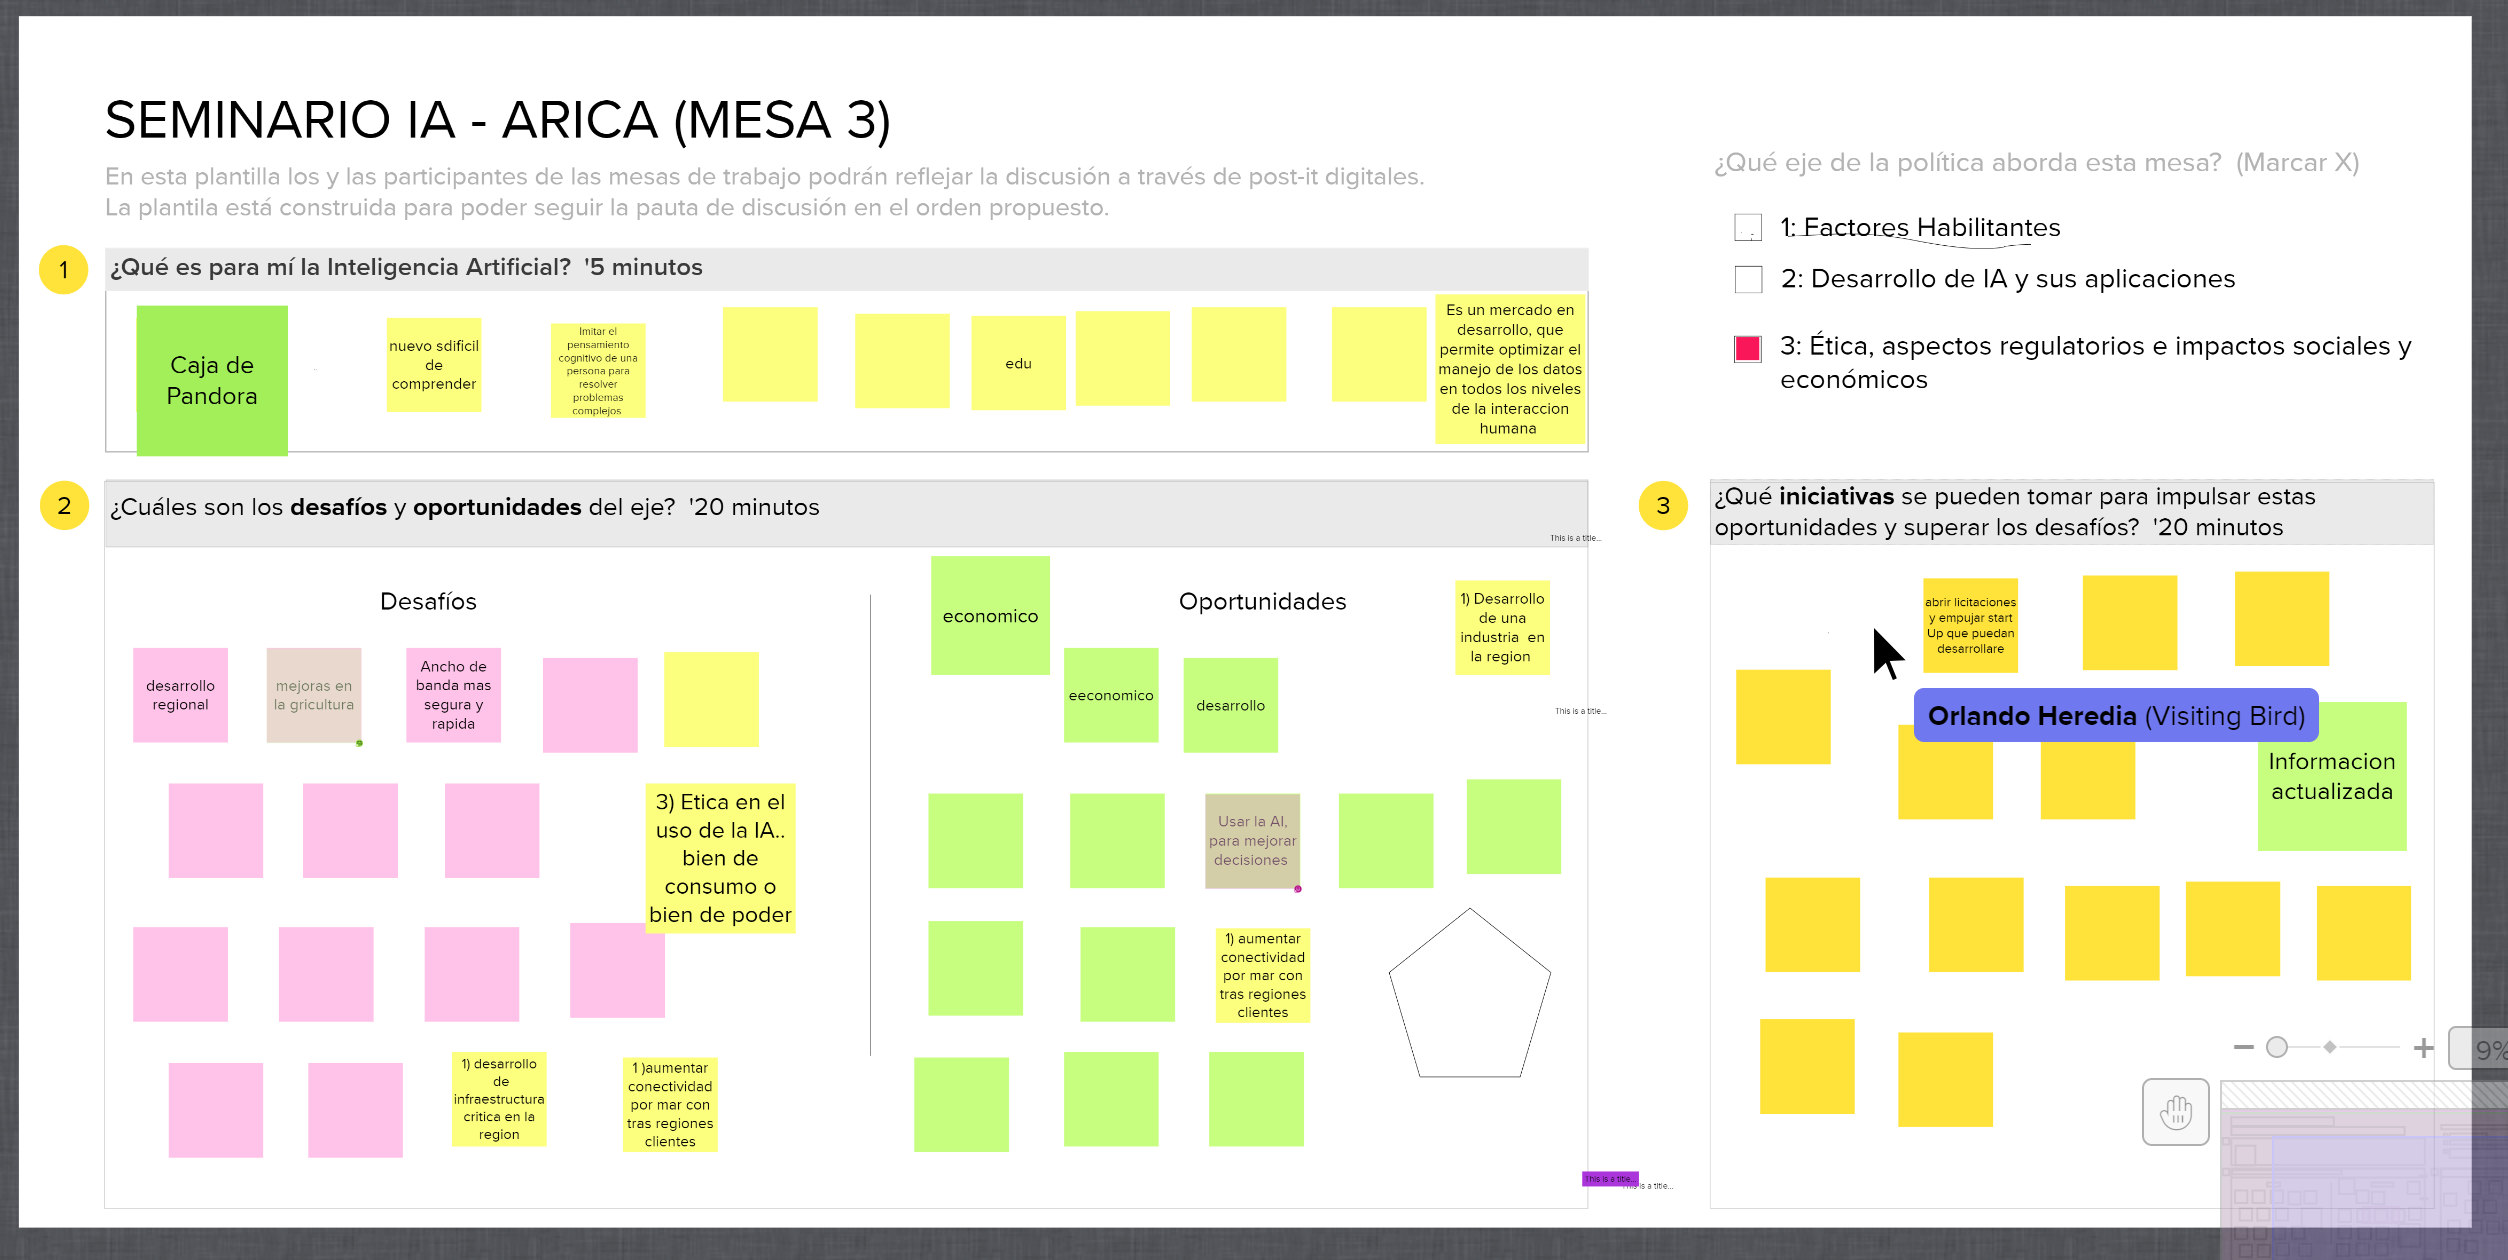 SEMINARIO IA - ARICA (MESA 3)
En esta plantilla los y las participantes de las mesas de trabajo podrán reflejar la discusión a través de post-it digitales.
La plantila está construida para poder seguir la pauta de discusión en el orden propuesto.
¿Qué eje de la política aborda esta mesa?  (Marcar X)
1: Factores Habilitantes
2: Desarrollo de IA y sus aplicaciones
3: Ética, aspectos regulatorios e impactos sociales y
económicos
1
¿Qué es para mí la Inteligencia Artificial?  '5 minutos
Caja de
Pandora
nuevo sdificil
de
comprender
Imitar el
pensamiento
cognitivo de una
persona para
resolver
problemas
complejos
edu
Es un mercado en
desarrollo, que
permite optimizar el
manejo de los datos
en todos los niveles
de la interaccion
humana
2
¿Cuáles son los desafíos y oportunidades del eje?  '20 minutos
This is a title...
Desafíos
desarrollo
regional
mejoras en
la gricultura
Ancho de
banda mas
segura y
rapida
3) Etica en el
uso de la IA..
bien de
consumo o
bien de poder
1) desarrollo
de
infraestructura
critica en la
region
1 )aumentar
conectividad
por mar con
tras regiones
clientes
Oportunidades
economico
eeconomico
desarrollo
1) Desarrollo
de una
industria  en
la region
This is a title...
Usar la AI,
para mejorar
decisiones
1) aumentar
conectividad
por mar con
tras regiones
clientes
This is a title...
This is a title...
3
¿Qué iniciativas se pueden tomar para impulsar estas
oportunidades y superar los desafíos?  '20 minutos
abrir licitaciones
y empujar start
Up que puedan
desarrollare
Orlando Heredia (Visiting Bird)
Informacion
actualizada
9%